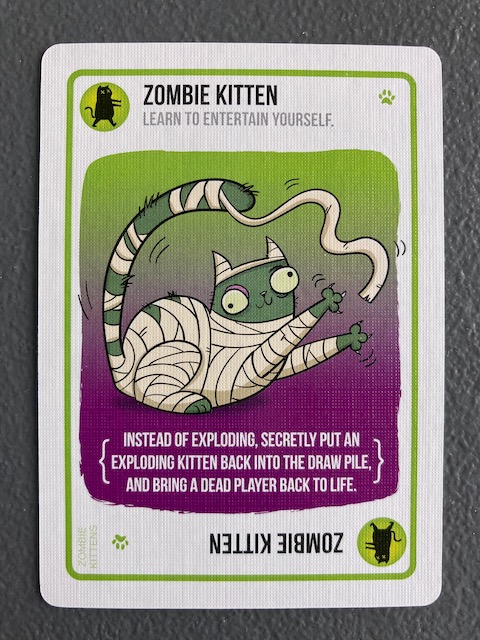 ZOMBIE KITTEN
LEARN TO ENTERTAIN YOURSELF.
INSTEAD OF EXPLODING, SECRETLY PUT AN
EXPLODING KITTEN BACK INTO THE DRAW PILE,
AND BRING A DEAD PLAYER BACK TO LIFE.
ZOMBIE
KITTENS
ZOMBIE KITTEN